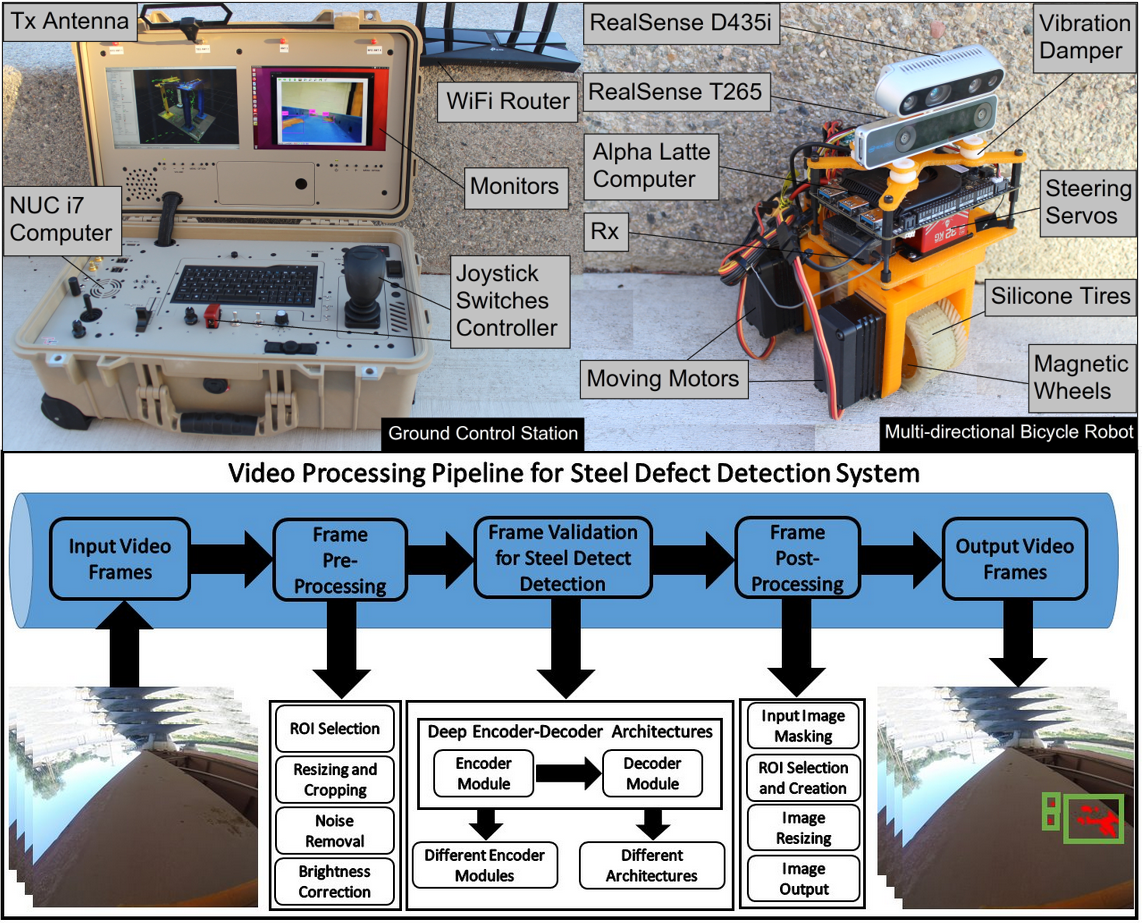 Tx Antenna
WiFi Router
Monitors
NUC i7
Computer
Joystick
Switches
Controller
Ground Control Station
RealSense D435i
RealSense T265
Alpha Latte
Computer
Rx
Moving Motors
Vibration
Damper
Steering
Servos
Silicone Tires
Magnetic
Wheels
Multi-directional Bicycle Robot
Video Processing Pipeline for Steel Defect Detection System
Input Video
Frames
Frame
Pre-
Processing
Frame Validation
for Steel Detect
Detection
Frame
Post-
Processing
Output Video
Frames
ROI Selection
Resizing and
Cropping
Noise
Removal
Brightness
Correction
Deep Encoder-Decoder Architectures
Encoder
Module
Decoder
Module
Different Encoder
Modules
Different
Architectures
Input Image
Masking
ROI Selection
and Creation
Image
Resizing
Image
Output